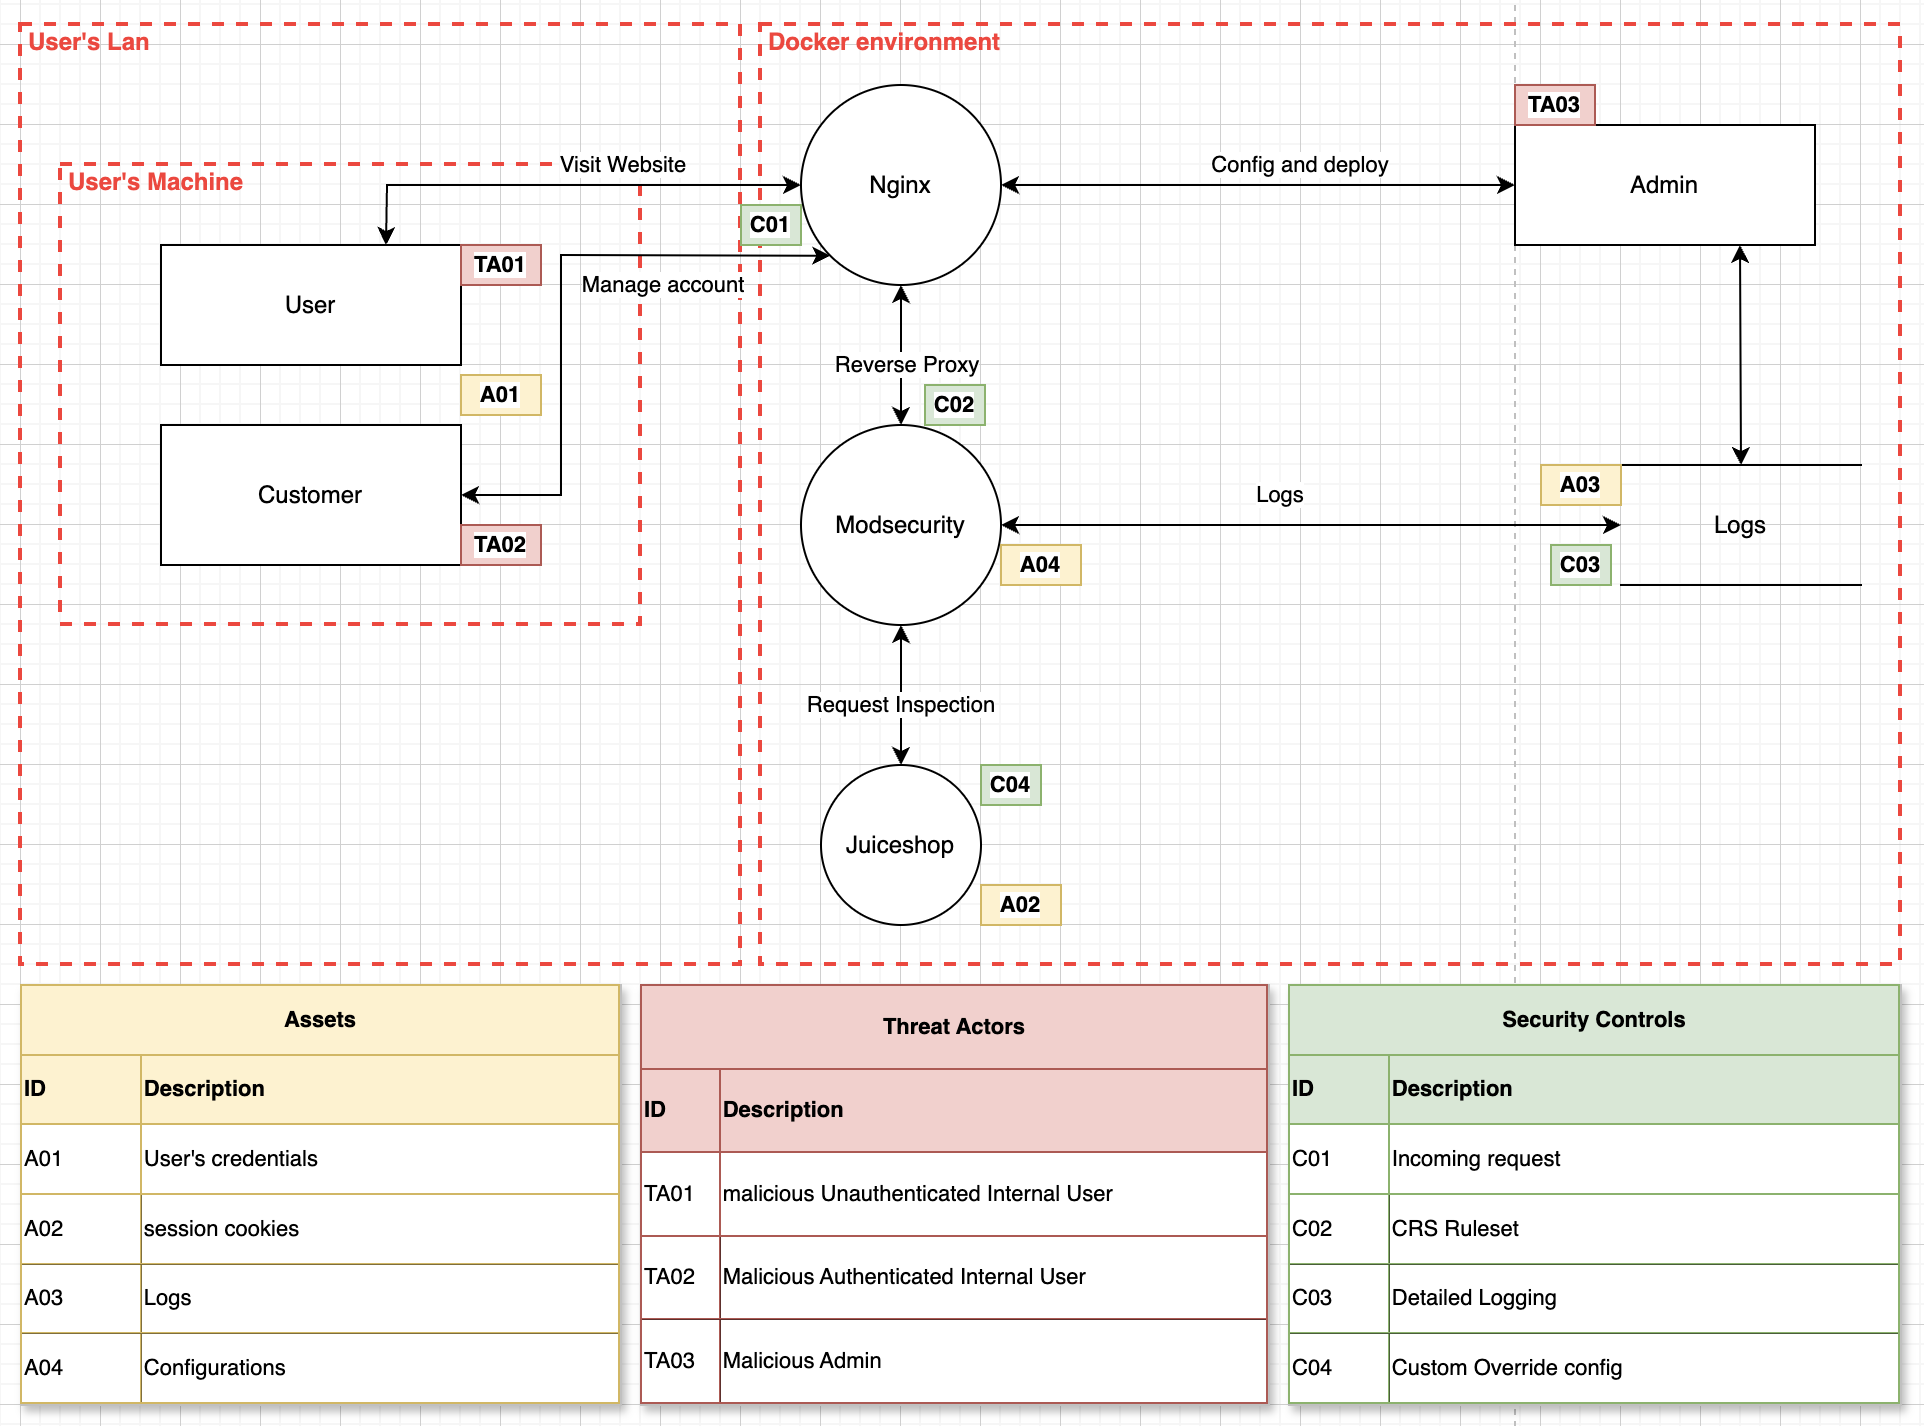 User's Lan
Docker environment
TA03
Visit Website
Nginx
Config and deploy
Admin
User's Machine
C01
TA01
User
Manage account
A01
Reverse Proxy
C02
Customer
TA02
A03
Logs
Modsecurity
Logs
A04
C03
Request Inspection
C04
Juiceshop
A02
Assets
ID Description
A01 User's credentials
A02 session cookies
A03 Logs
A04 Configurations
Threat Actors
ID Description
TA01 malicious Unauthenticated Internal User
TA02 Malicious Authenticated Internal User
TA03 Malicious Admin
Security Controls
ID Description
C01 Incoming request
C02 CRS Ruleset
C03 Detailed Logging
C04 Custom Override config